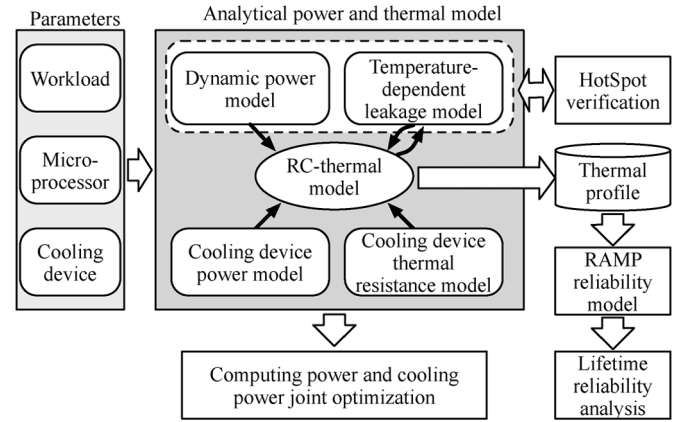 Parameters
Workload
Micro-
processor
Cooling
device
Analytical power and thermal model
Dynamic power
model
Temperature-
dependent
leakage model
RC-thermal
model
Cooling device
power model
Cooling device
thermal
resistance model
HotSpot
verification
Thermal
profile
RAMP
reliability
model
Lifetime
reliability
analysis
Computing power and cooling
power joint optimization